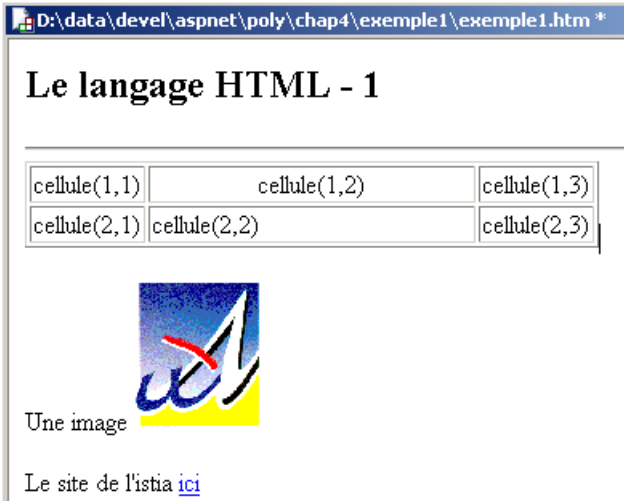 D:\data\devel\aspnet\poly\chap4\exemple1\exemple1.htm *
Le langage HTML - 1
cellule(1,1) cellule(1,2) cellule(1,3)
cellule(2,1) cellule(2,2) cellule(2,3)
Une image
Le site de l'istia ici